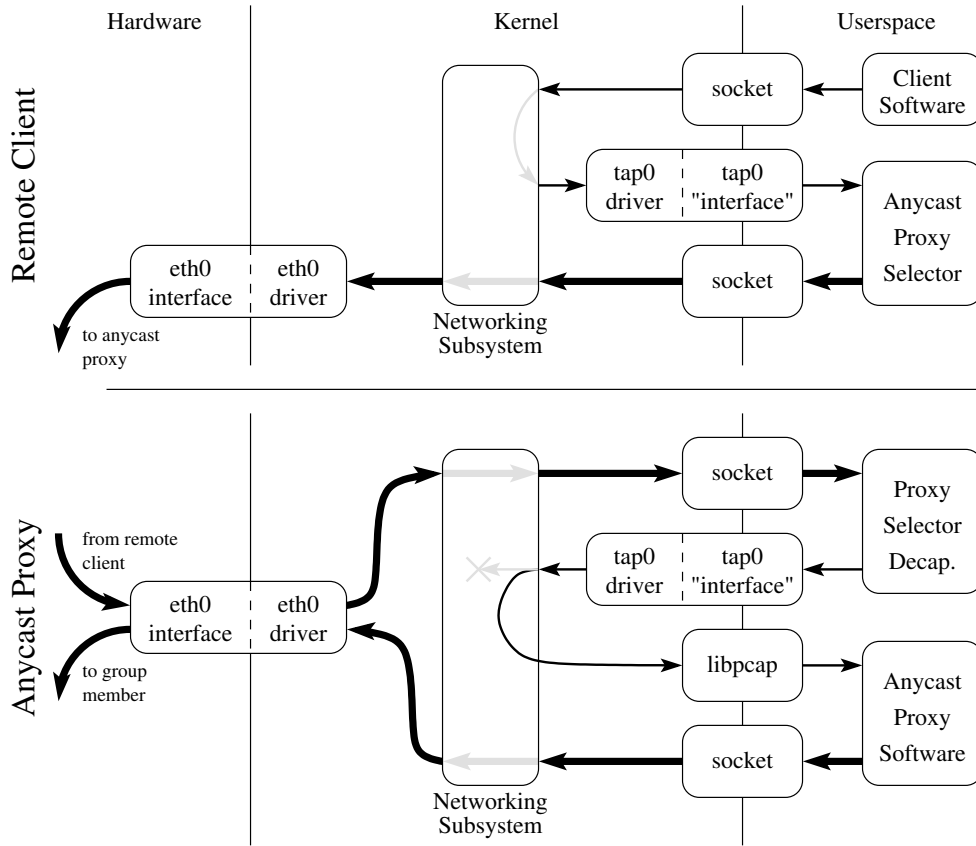 Hardware
Kernel
Userspace
Remote Client
socket
Client
Software
tap0
driver
tap0
"interface"
Anycast
Proxy
Selector
eth0
interface
eth0
driver
socket
to anycast
proxy
Networking
Subsystem
Anycast Proxy
socket
Proxy
Selector
Decap.
from remote
client
tap0
driver
tap0
"interface"
eth0
interface
eth0
driver
to group
member
libpcap
Anycast
Proxy
Software
socket
Networking
Subsystem